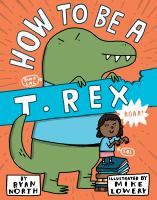 HOW TO BE A
T. REX
ROAR!
BY
RYAN
NORTH
ILLUSTRATED BY
MIKE
LOWERY